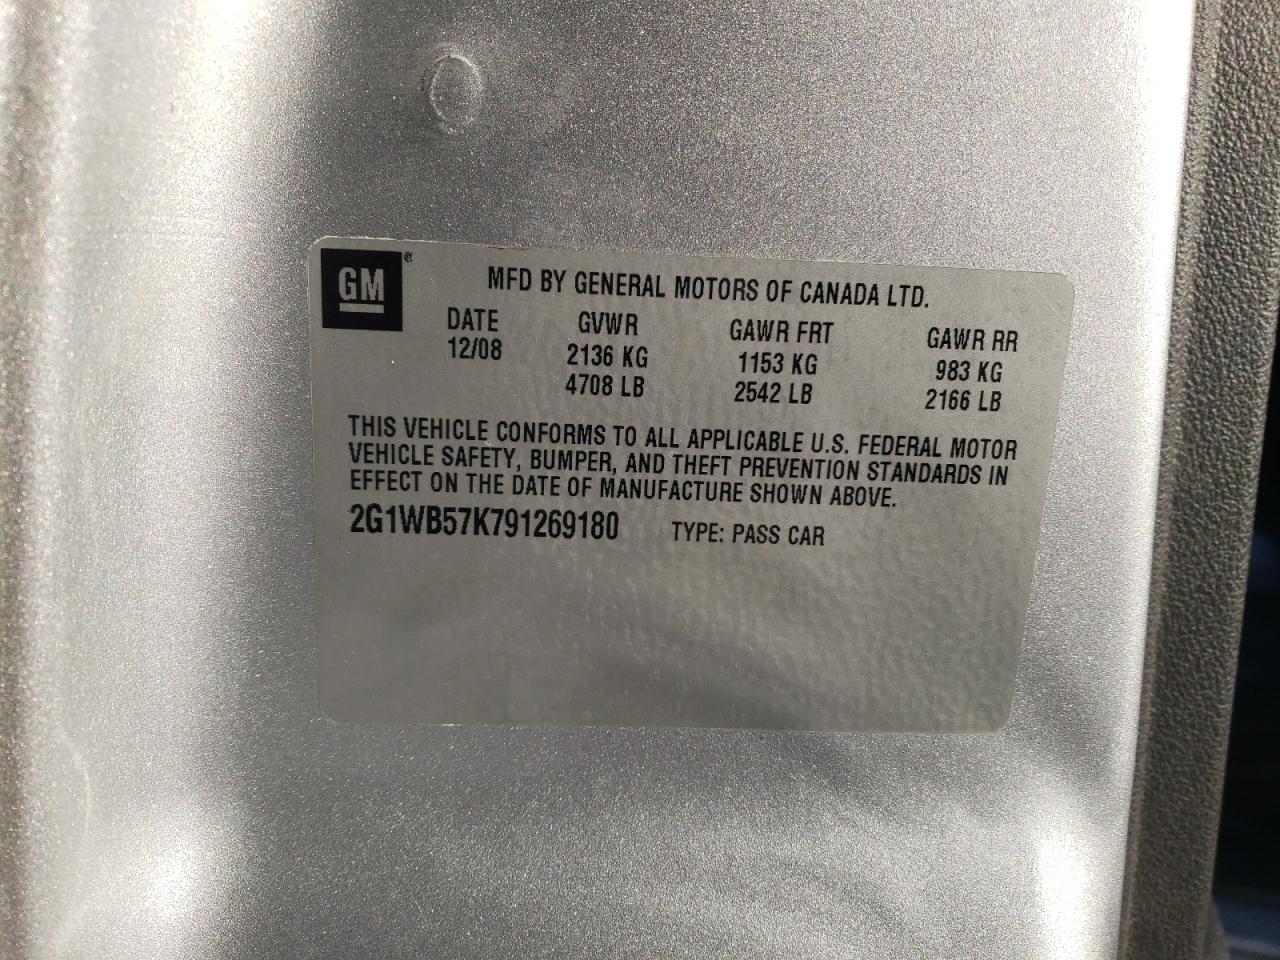 GM ®
MFD BY GENERAL MOTORS OF CANADA LTD.
DATE GVWR GAWR FRT GAWR RR
12/08 2136 KG 1153 KG 983 KG
4708 LB 2542 LB 2166 LB
THIS VEHICLE CONFORMS TO ALL APPLICABLE U.S. FEDERAL MOTOR
VEHICLE SAFETY, BUMPER, AND THEFT PREVENTION STANDARDS IN
EFFECT ON THE DATE OF MANUFACTURE SHOWN ABOVE.
2G1WB57K791269180 TYPE: PASS CAR